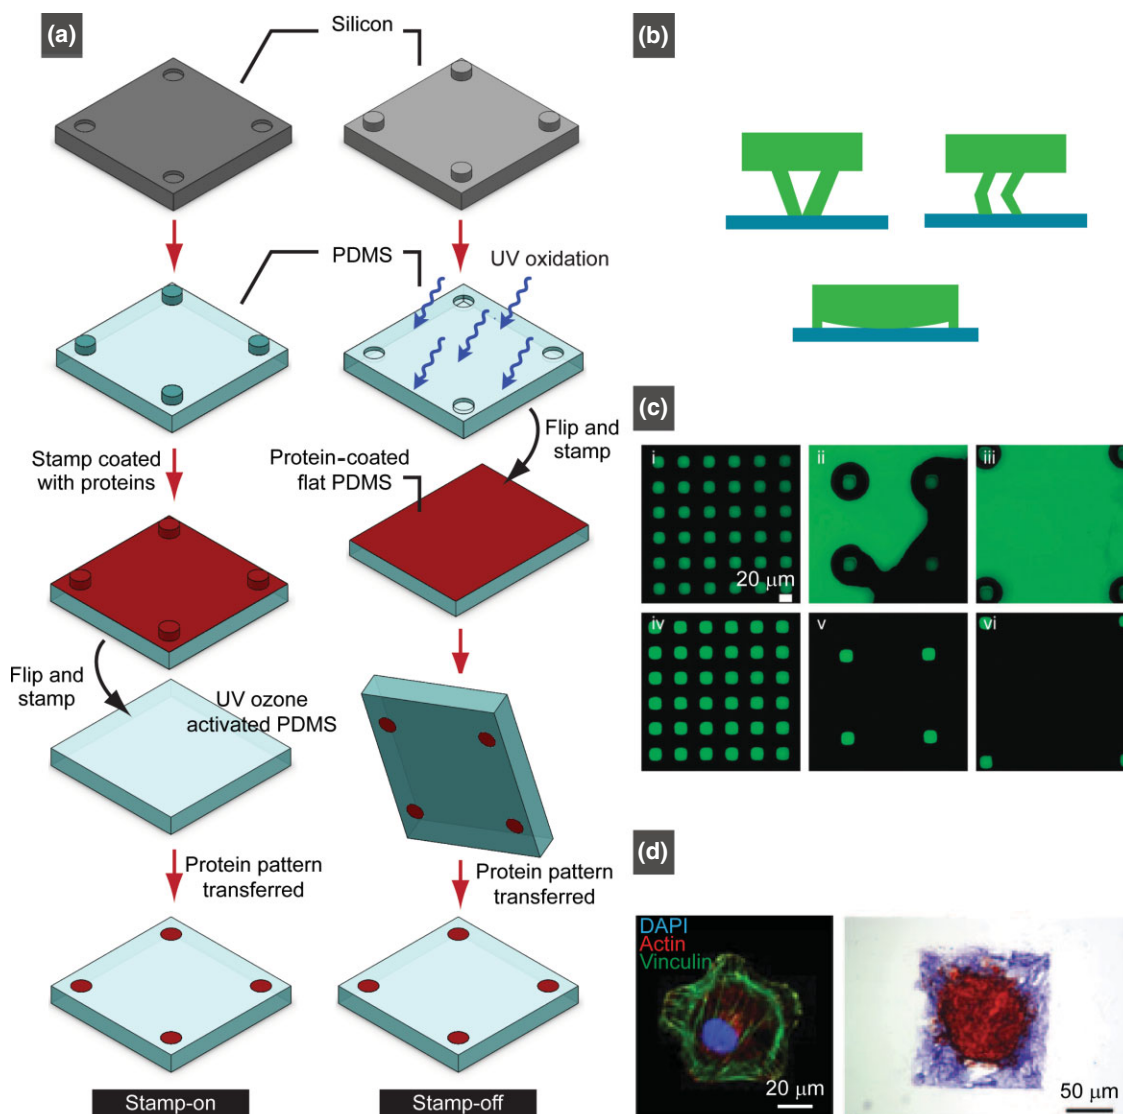 (a)
Silicon
PDMS
UV oxidation
Stamp coated
with proteins
Protein-coated
flat PDMS
Flip and
stamp
Flip and
stamp
UV ozone
activated PDMS
Protein pattern
transferred
Protein pattern
transferred
Stamp-on
Stamp-off
(b)
(c)
i
ii
iii
20 μm
iv
v
vi
(d)
DAPI
Actin
Vinculin
20 μm
50 μm